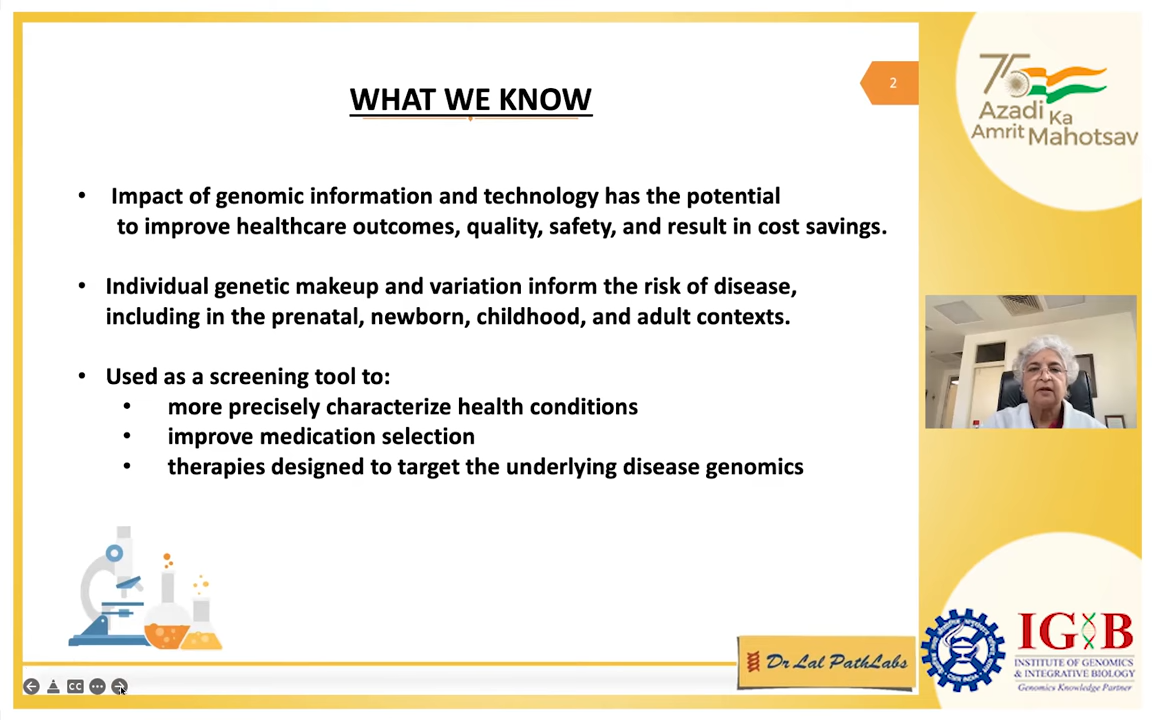 WHAT WE KNOW
2
• Impact of genomic information and technology has the potential
to improve healthcare outcomes, quality, safety, and result in cost savings.
• Individual genetic makeup and variation inform the risk of disease,
including in the prenatal, newborn, childhood, and adult contexts.
• Used as a screening tool to:
• more precisely characterize health conditions
• improve medication selection
• therapies designed to target the underlying disease genomics
Dr Lal PathLabs
CC
75
Azadi Ka
Amrit Mahotsav
IGIB
INSTITUTE OF GENOMICS
& INTEGRATIVE BIOLOGY
Genomics Knowledge Partner